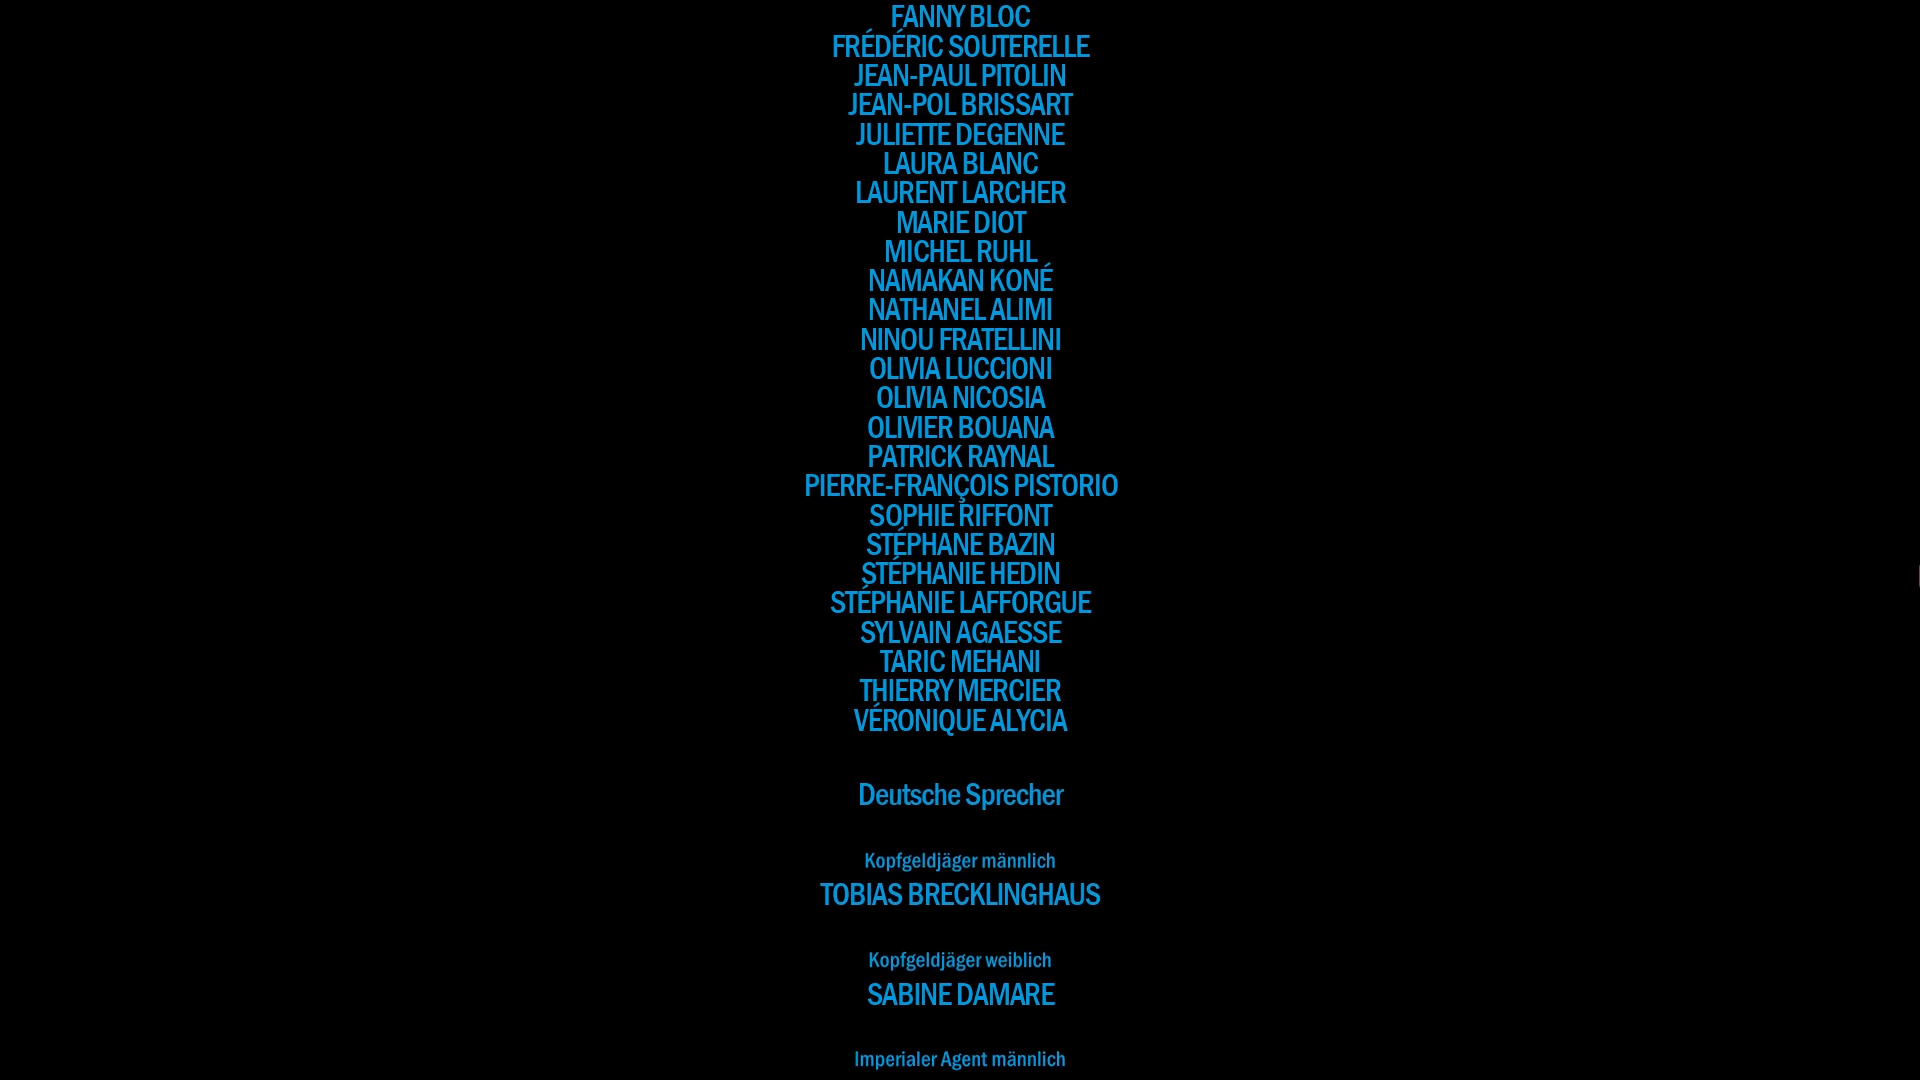 FANNY BLOC
FRÉDÉRIC SOUTERELLE
JEAN-PAUL PITOLIN
JEAN-POL BRISSART
JULIETTE DEGENNE
LAURA BLANC
LAURENT LARCHER
MARIE DIOT
MICHEL RUHL
NAMAKAN KONÉ
NATHANEL ALIMI
NINOU FRATELLINI
OLIVIA LUCCIONI
OLIVIA NICOSIA
OLIVIER BOUANA
PATRICK RAYNAL
PIERRE-FRANÇOIS PISTORIO
SOPHIE RIFFONT
STÉPHANE BAZIN
STÉPHANIE HEDIN
STÉPHANIE LAFFORGUE
SYLVAIN AGAESSE
TARIC MEHANI
THIERRY MERCIER
VÉRONIQUE ALYCIA
Deutsche Sprecher
Kopfgeldjäger männlich
TOBIAS BRECKLINGHAUS
Kopfgeldjäger weiblich
SABINE DAMARE
Imperialer Agent männlich